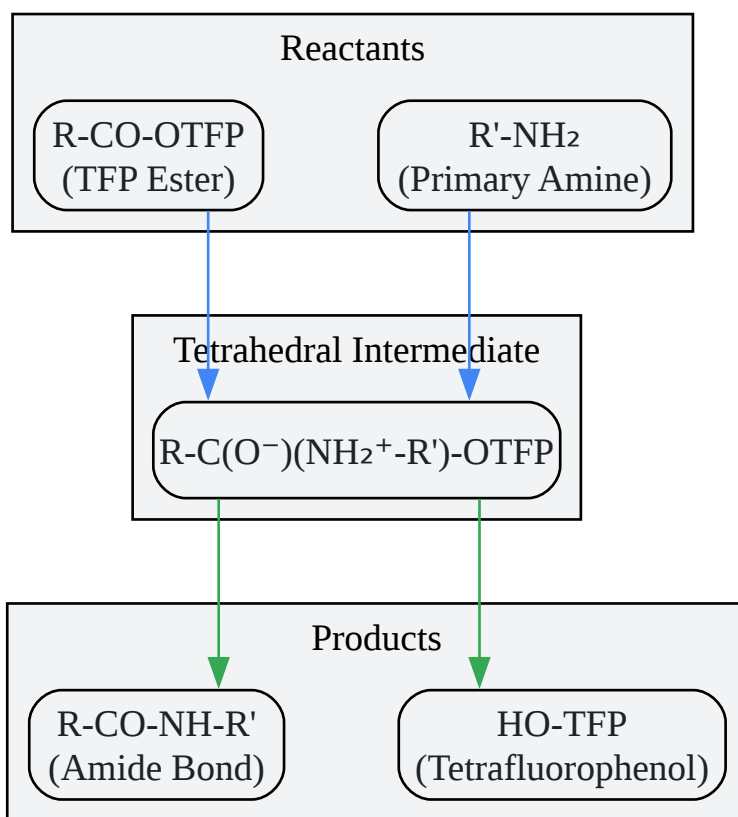 Reactants
R-CO-OTFP
(TFP Ester)
R'-NH₂
(Primary Amine)
Tetrahedral Intermediate
R-C(O⁻)(NH₂⁺-R')-OTFP
Products
R-CO-NH-R'
(Amide Bond)
HO-TFP
(Tetrafluorophenol)